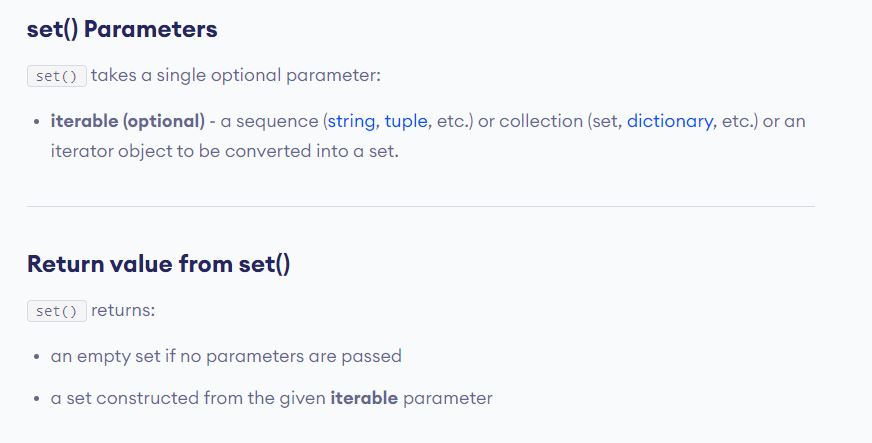 set() Parameters
set() takes a single optional parameter:
• iterable (optional) - a sequence (string, tuple, etc.) or collection (set, dictionary, etc.) or an
iterator object to be converted into a set.
Return value from set()
set() returns:
• an empty set if no parameters are passed
• a set constructed from the given iterable parameter